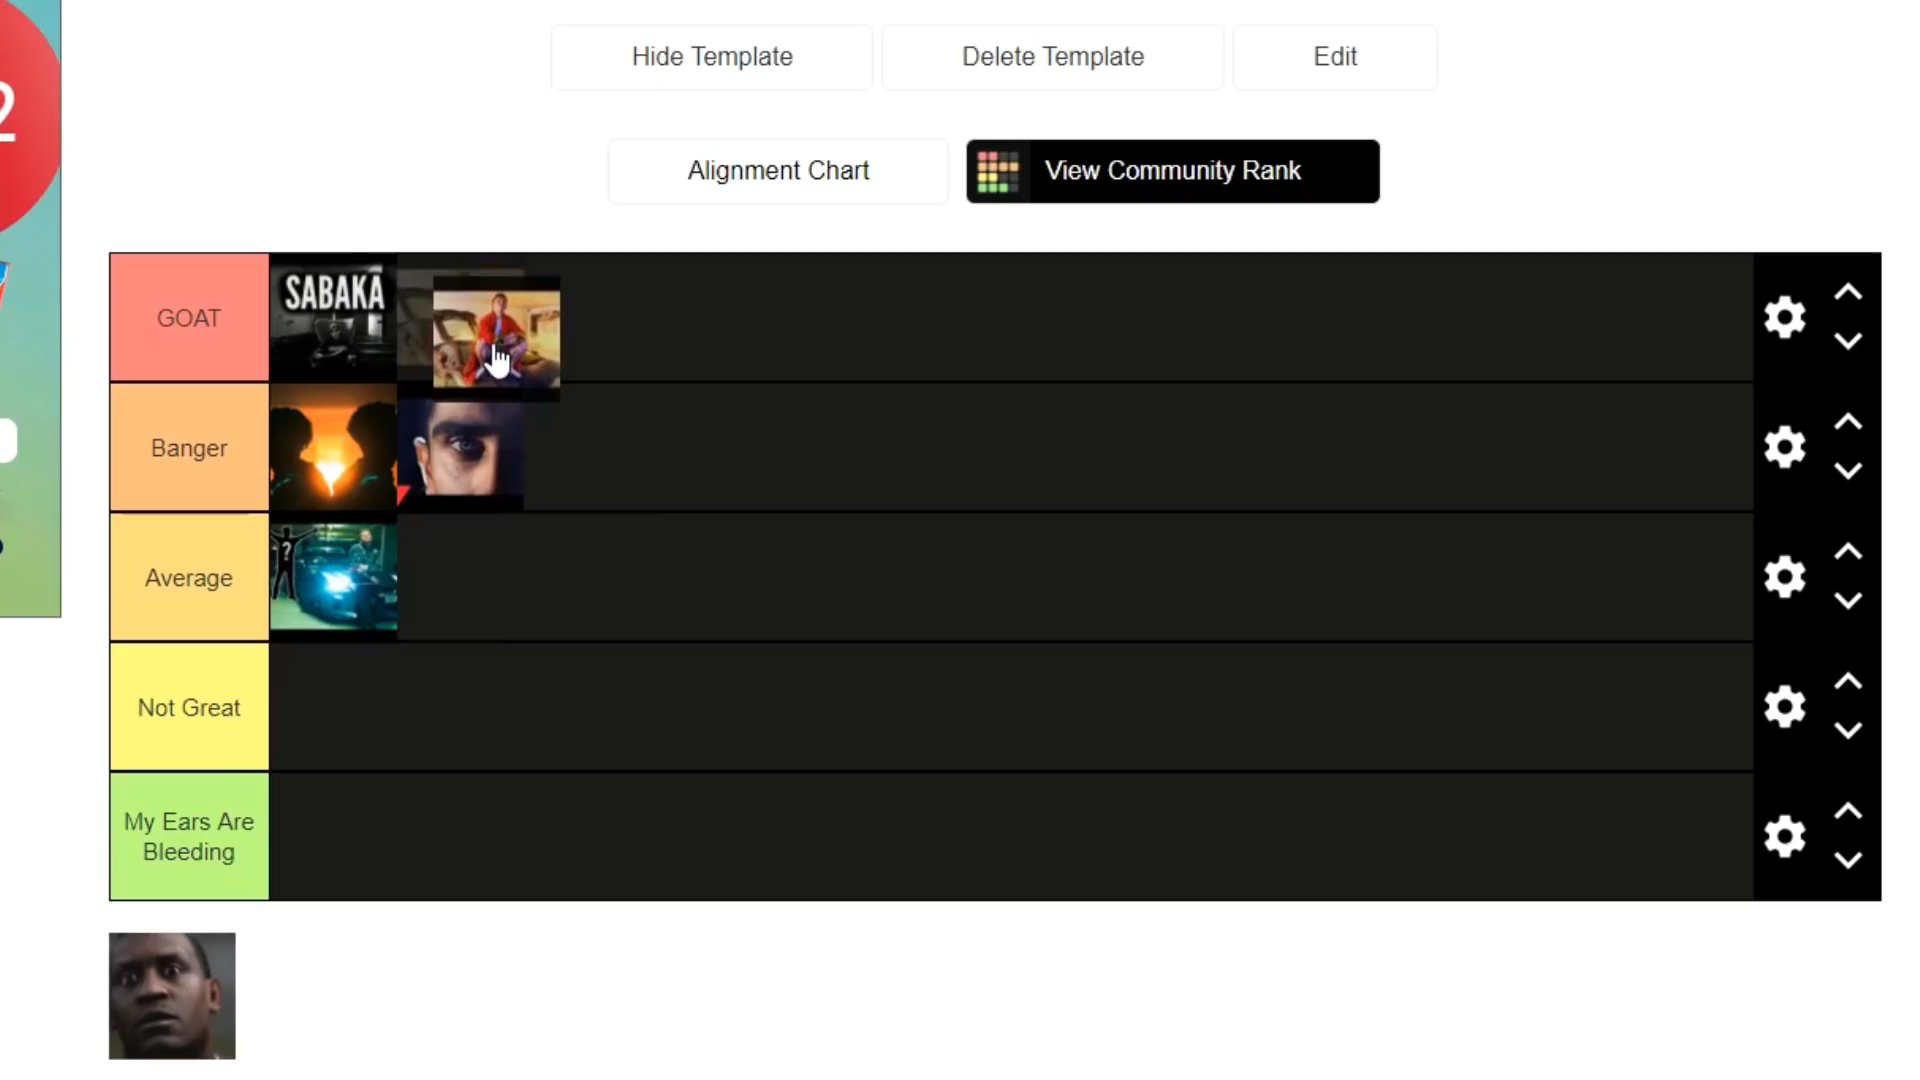 Hide Template
Delete Template
Edit
2
Alignment Chart
View Community Rank
GOAT
SABAKA
Banger
Average
?
Not Great
My Ears Are
Bleeding